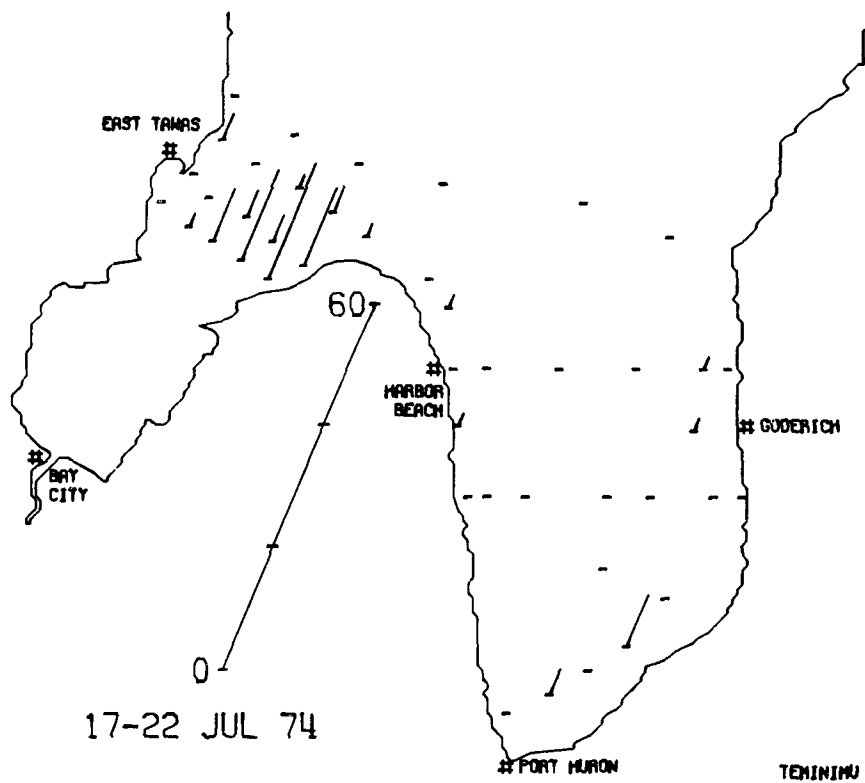 EAST TAWAS
60
HARBOR
BEACH
GODERICH
BAY
CITY
0
17-22 JUL 74
PORT HURON
TEMINIMU